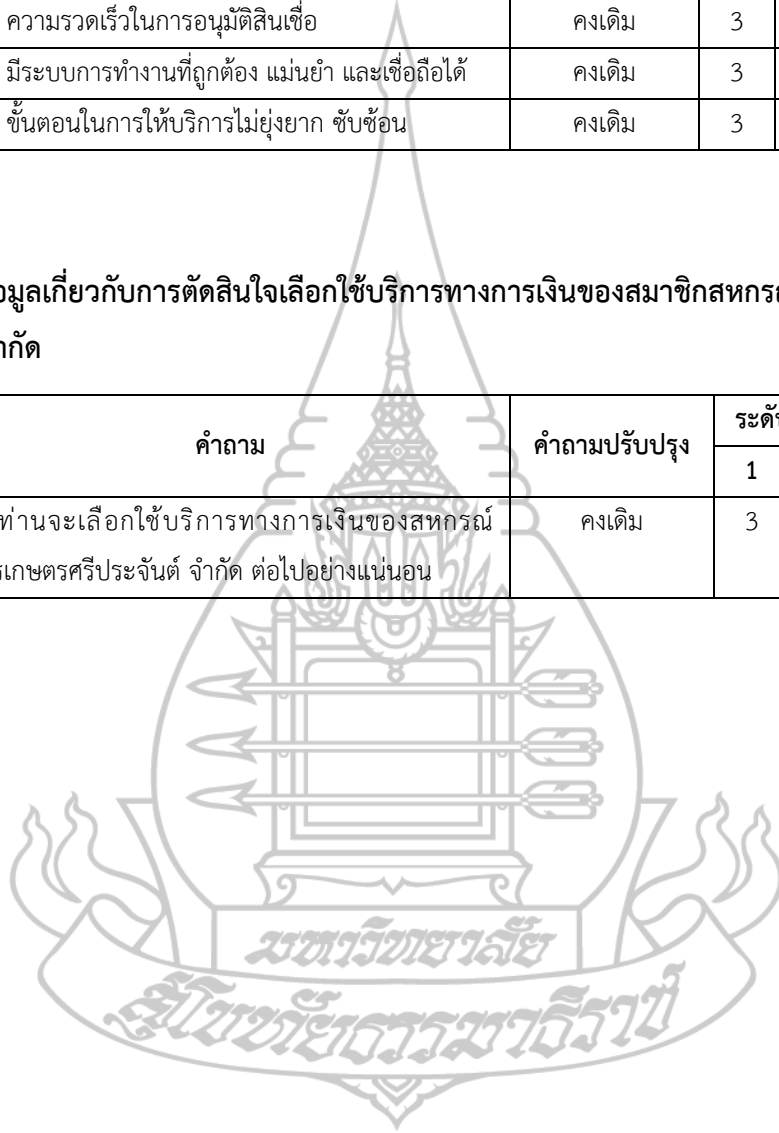 ความรวดเร็วในการอนุมัติสินเชื่อ คงเดิม 3
มีระบบการทำงานที่ถูกต้อง แม่นยำ และเชื่อถือได้ คงเดิม 3
ขั้นตอนในการให้บริการไม่ยุ่งยาก ซับซ้อน คงเดิม 3
อมูลเกี่ยวกับการตัดสินใจเลือกใช้บริการทางการเงินของสมาชิกสหกรณ
ำกัด
คำถาม คำถามปรับปรุง ระดับ
1
ท่านจะเลือกใช้บริการทางการเงินของสหกรณ์ คงเดิม 3
รเกษตรศรีประจันต์ จำกัด ต่อไปอย่างแน่นอน
มหาวิทยาลัย
สุโขทัยธรรมาธิราช